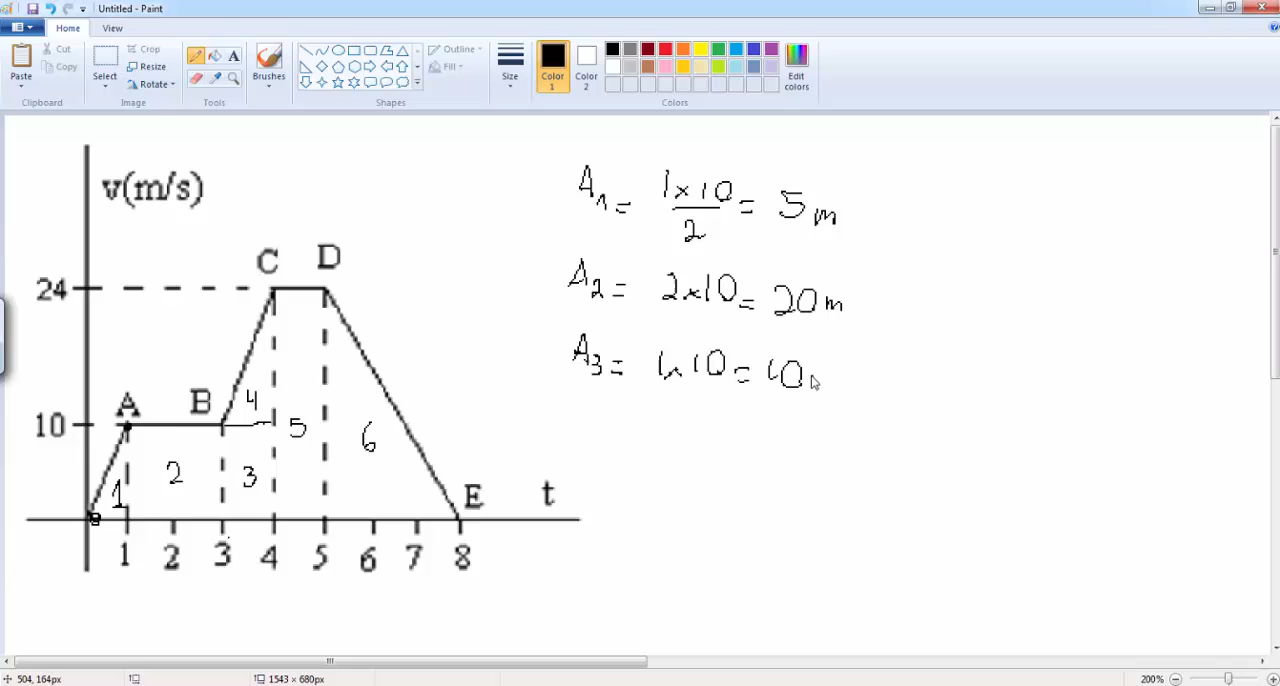 Untitled - Paint
Home View
Paste
Cut
Copy
Clipboard
Select
Crop
Resize
Rotate
Image
Tools
Brushes
Shapes
Outline
Fill
Size
Color 1
Color 2
Edit colors
Colors
v(m/s)
24
10
A
B
C
D
E
t
1 2 3 4 5 6
1 2 3 4 5 6 7 8
A1 = 1x10/2 = 5m
A2 = 2x10 = 20m
A3 = 1x10 = 10
504, 164px
1543 × 680px
200%